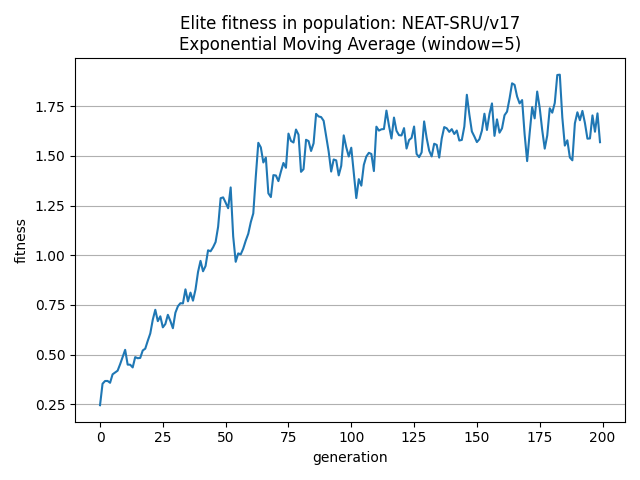 Elite fitness in population: NEAT-SRU/v17
Exponential Moving Average (window=5)
fitness
1.75
1.50
1.25
1.00
0.75
0.50
0.25
0 25 50 75 100 125 150 175 200
generation